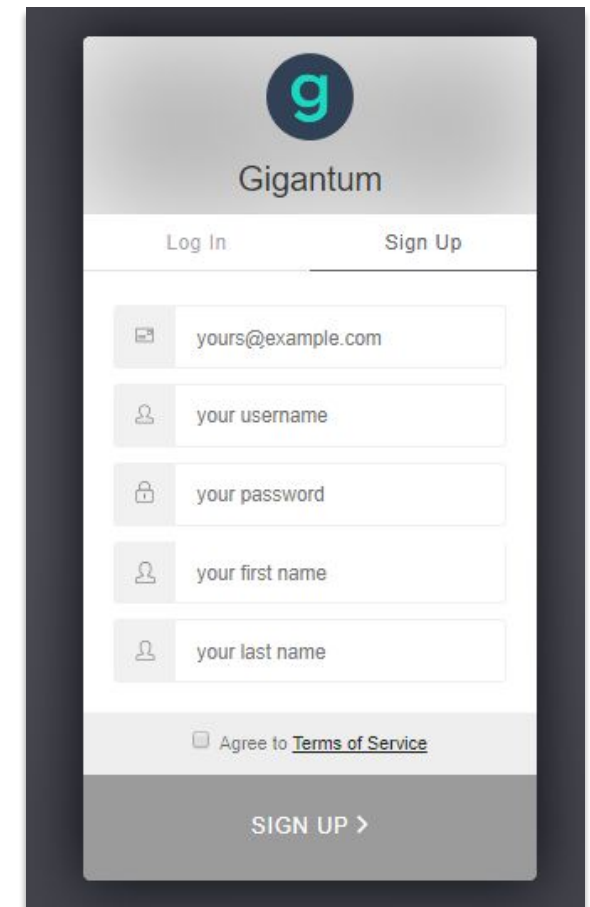 g
Gigantum
Log In Sign Up
yours@example.com
your username
your password
your first name
your last name
Agree to Terms of Service
SIGN UP >